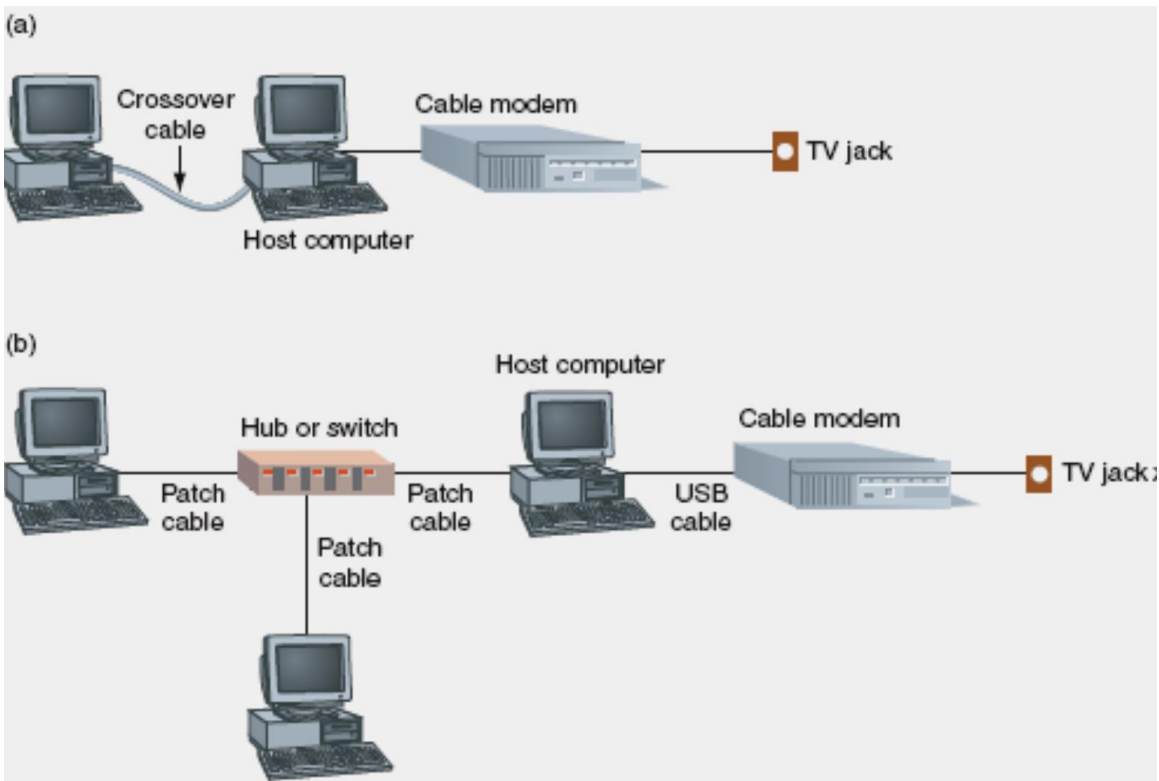 (a)
Crossover
cable
Cable modem
TV jack
Host computer
(b)
Host computer
Hub or switch
Cable modem
Patch
cable
Patch
cable
USB
cable
TV jack
Patch
cable